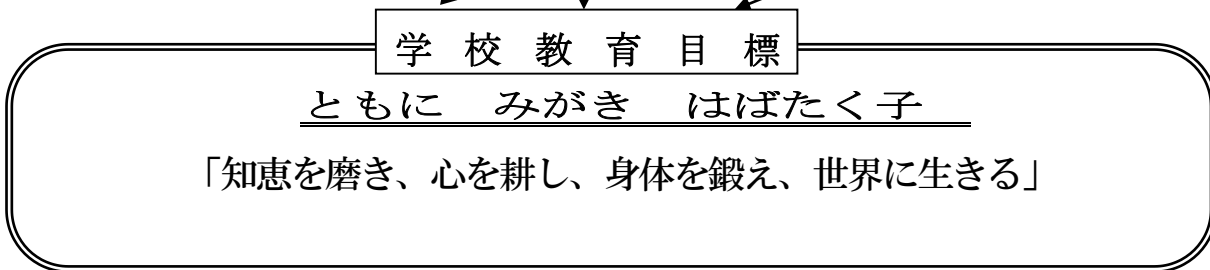 学 校 教 育 目 標
ともに　みがき　はばたく子
「知恵を磨き、心を耕し、身体を鍛え、世界に生きる」